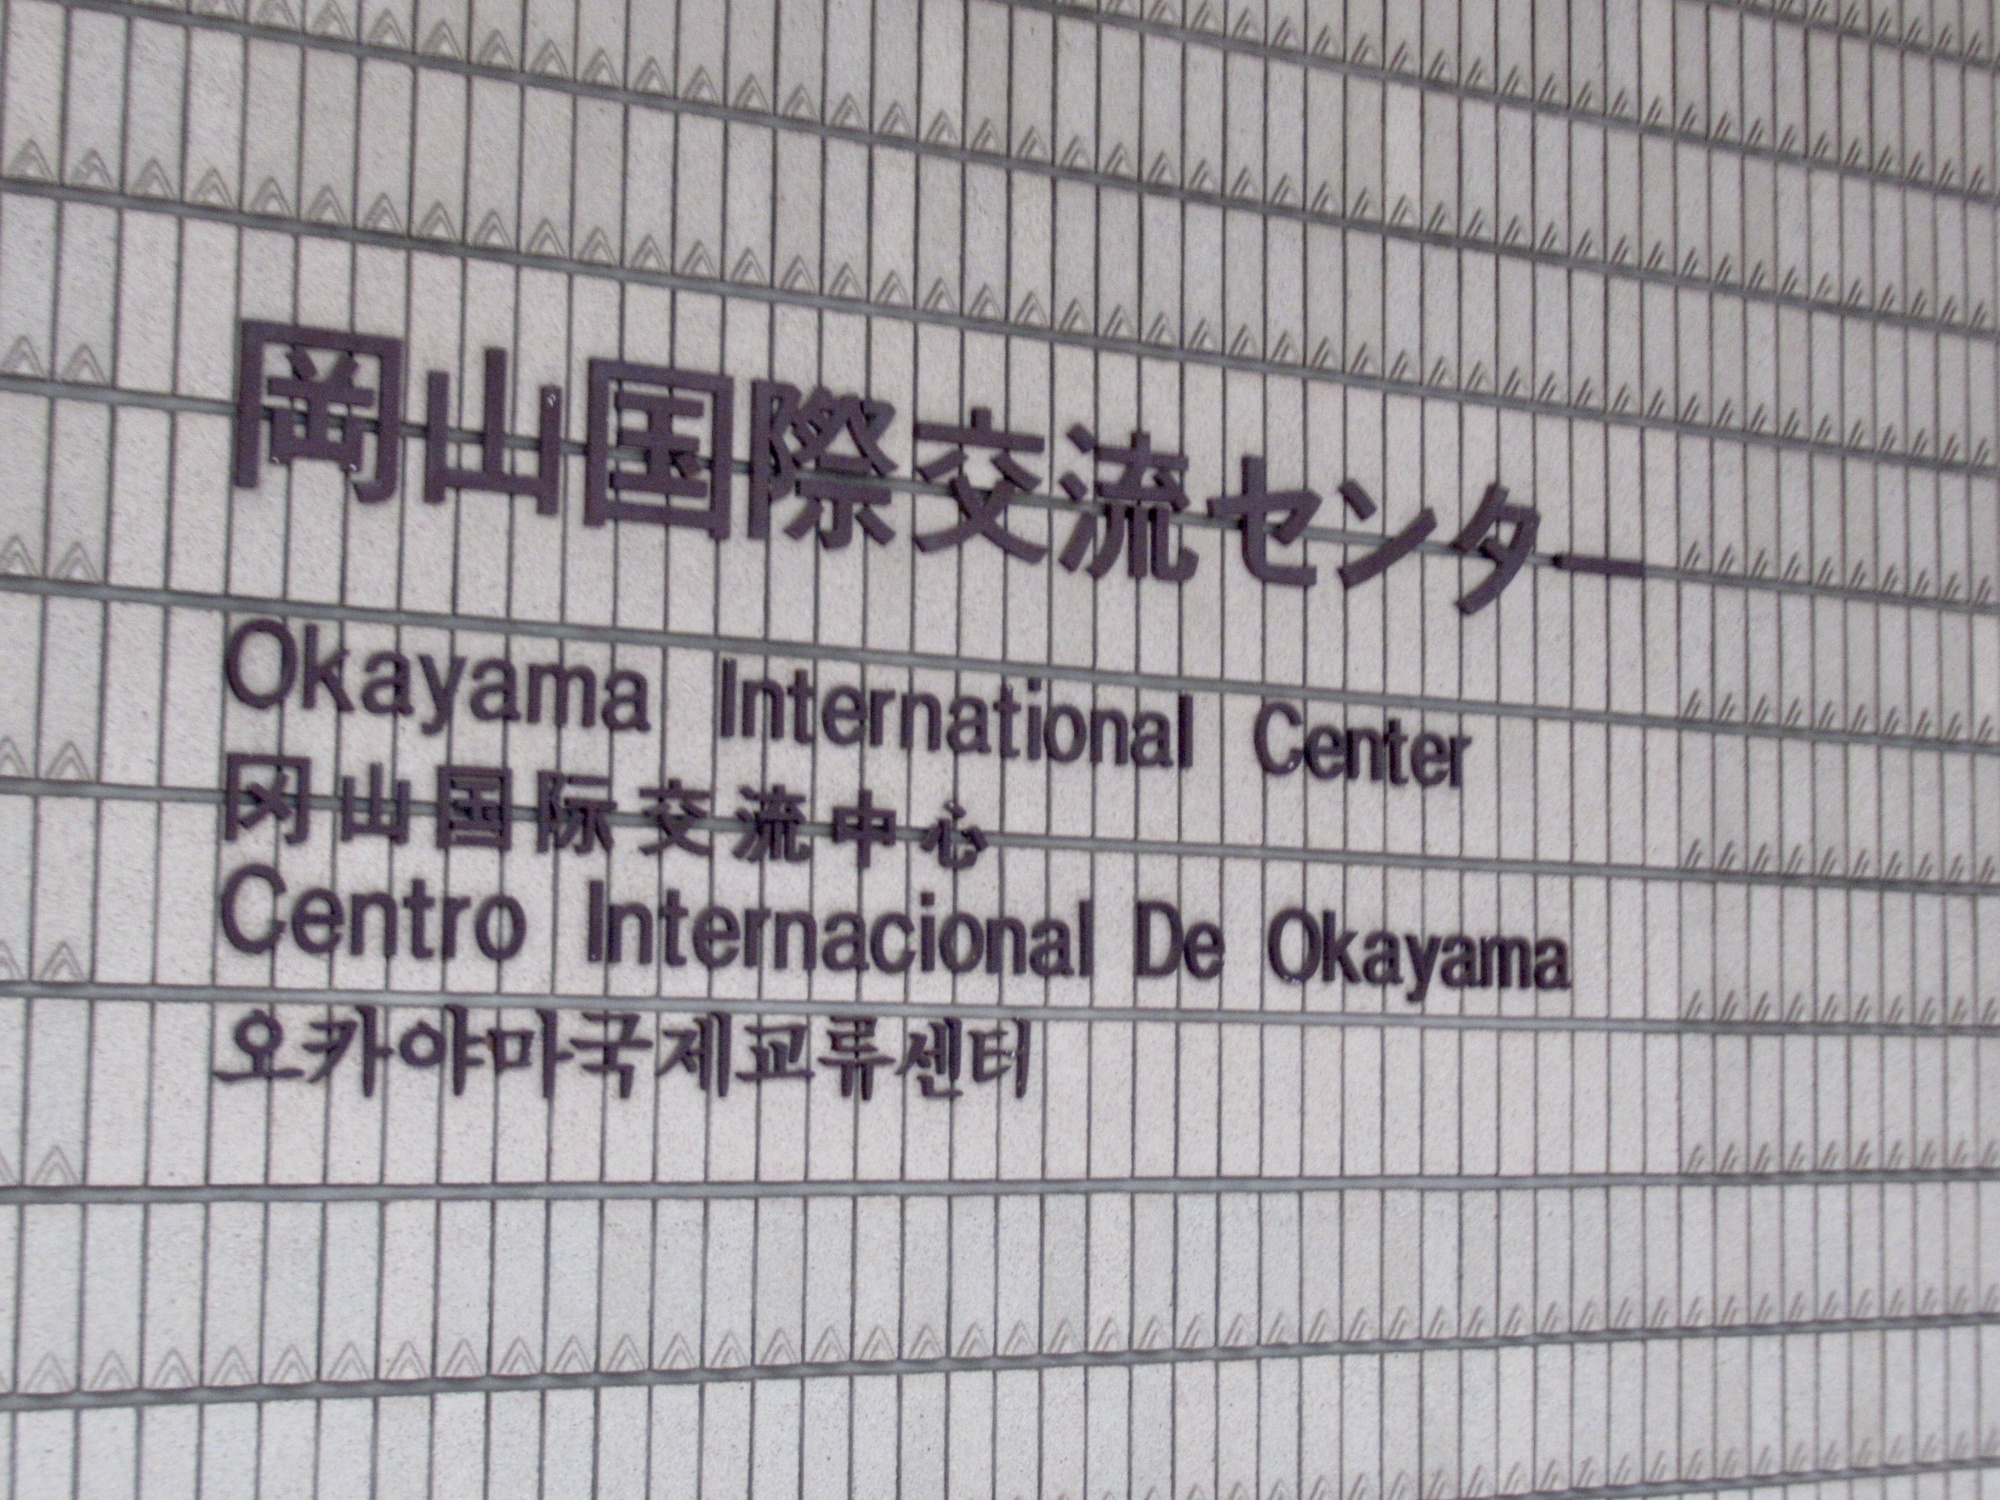 岡山国際交流センター
Okayama International Center
冈山国际交流中心
Centro Internacional De Okayama
오카야마국제교류센터